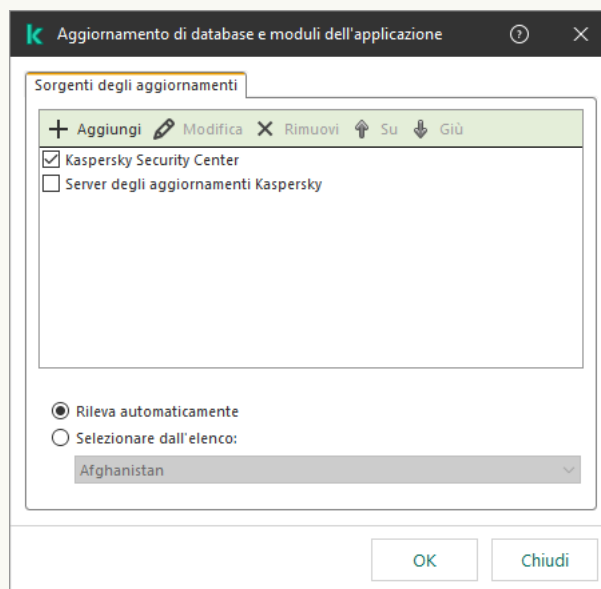 Aggiornamento di database e moduli dell'applicazione
Sorgenti degli aggiornamenti
Aggiungi Modifica Rimuovi Su Giù
Kaspersky Security Center
Server degli aggiornamenti Kaspersky
Rileva automaticamente
Selezionare dall'elenco:
Afghanistan
OK Chiudi